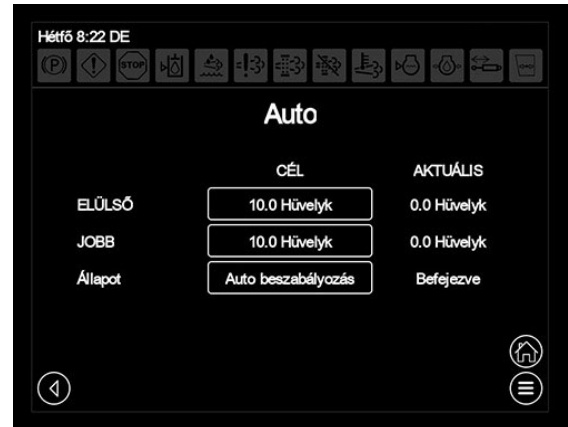 Hétfő 8:22 DE
STOP
Auto
CÉL AKTUÁLIS
ELÜLSŐ 10.0 Hüvelyk 0.0 Hüvelyk
JOBB 10.0 Hüvelyk 0.0 Hüvelyk
Állapot Auto beszabályozás Befejezve